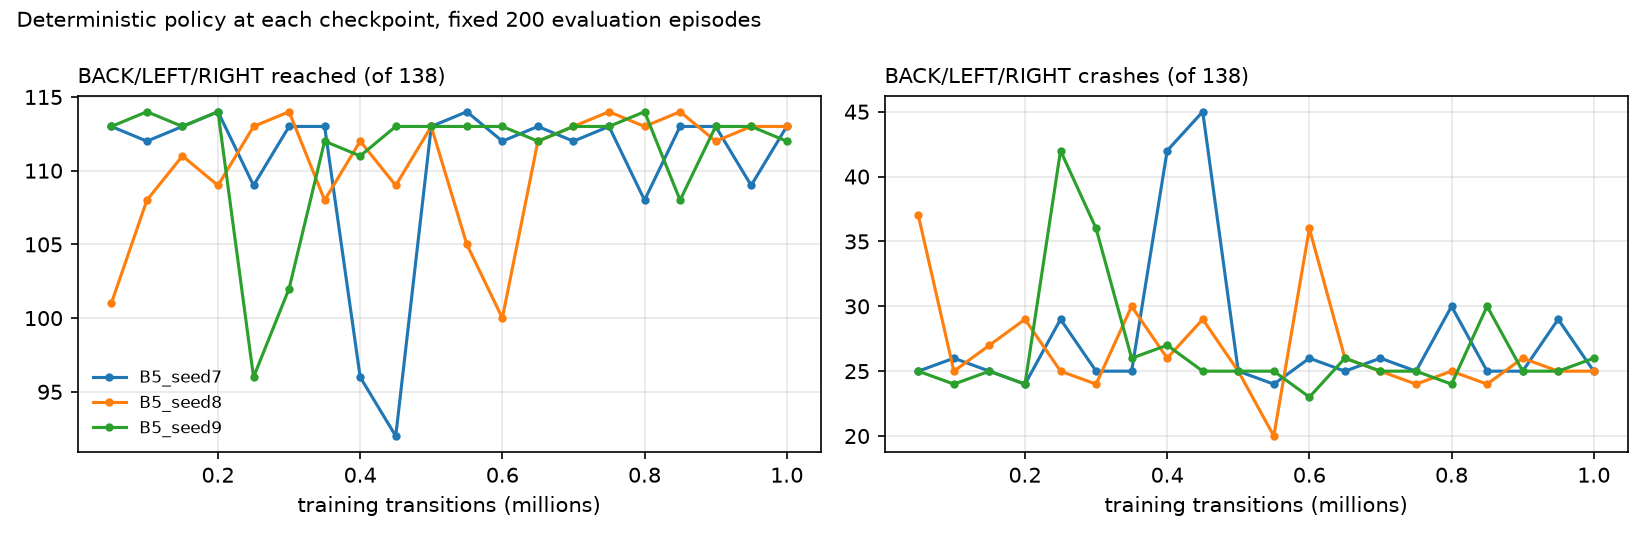 Deterministic policy at each checkpoint, fixed 200 evaluation episodes
BACK/LEFT/RIGHT reached (of 138)
115
110
105
100
95
B5_seed7
B5_seed8
B5_seed9
0.2 0.4 0.6 0.8 1.0
training transitions (millions)
BACK/LEFT/RIGHT crashes (of 138)
45
40
35
30
25
20
0.2 0.4 0.6 0.8 1.0
training transitions (millions)